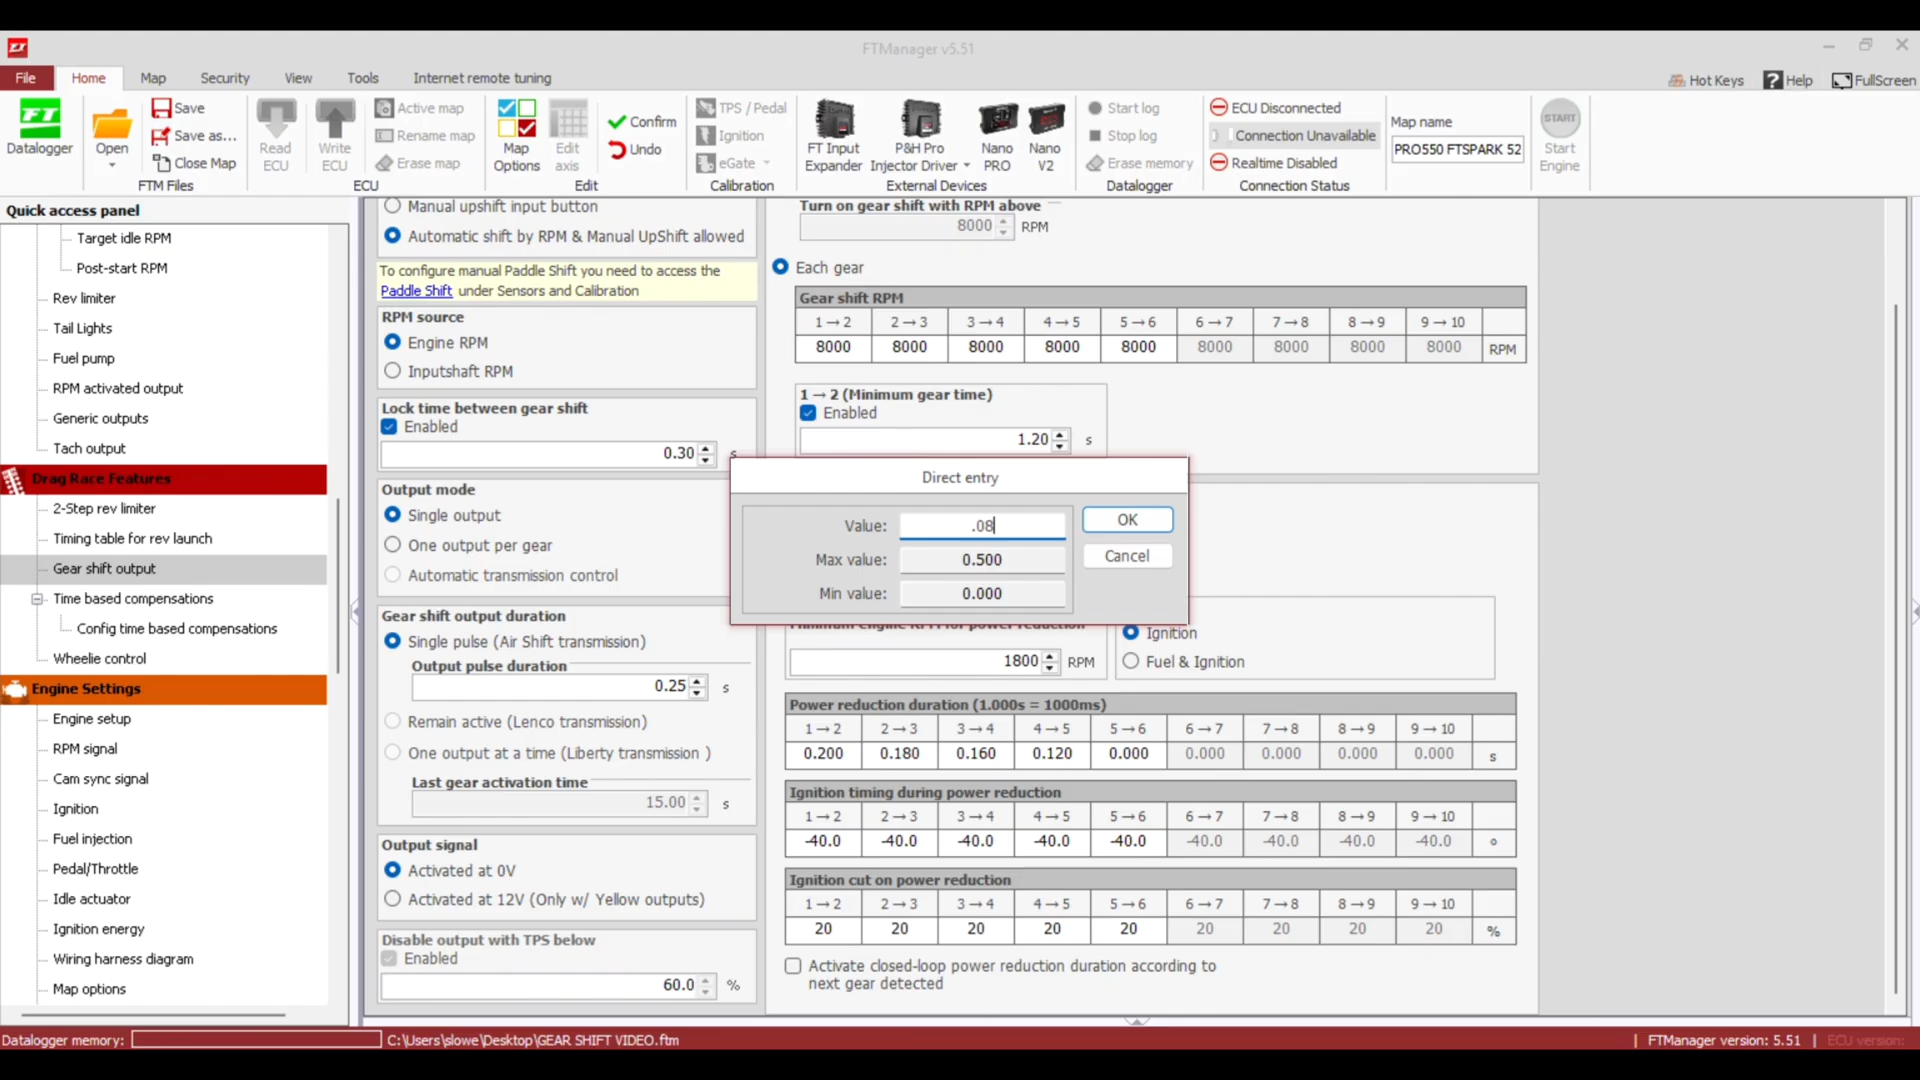 FTManager v5.51
File
Home
Map
Security
View
Tools
Internet remote tuning
Hot Keys
Help
FullScreen
Datalogger
Open
Save
Save as...
Close Map
FTM Files
Read ECU
Write ECU
Active map
Rename map
Erase map
ECU
Map Options
Edit axis
Confirm
Undo
Edit
TPS / Pedal
Ignition
eGate
Calibration
FT Input Expander
P&H Pro Injector Driver
Nano PRO
Nano V2
External Devices
Start log
Stop log
Erase memory
Datalogger
ECU Disconnected
Connection Unavailable
Realtime Disabled
Connection Status
Map name
PRO550 FTSPARK 52
START
Start Engine
Quick access panel
Target idle RPM
Post-start RPM
Rev limiter
Tail Lights
Fuel pump
RPM activated output
Generic outputs
Tach output
Drag Race Features
2-Step rev limiter
Timing table for rev launch
Gear shift output
Time based compensations
Config time based compensations
Wheelie control
Engine Settings
Engine setup
RPM signal
Cam sync signal
Ignition
Fuel injection
Pedal/Throttle
Idle actuator
Ignition energy
Wiring harness diagram
Map options
Manual upshift input button
Automatic shift by RPM & Manual UpShift allowed
To configure manual Paddle Shift you need to access the
Paddle Shift under Sensors and Calibration
RPM source
Engine RPM
Inputshaft RPM
Lock time between gear shift
Enabled
0.30 s
Output mode
Single output
One output per gear
Automatic transmission control
Gear shift output duration
Single pulse (Air Shift transmission)
Output pulse duration
0.25 s
Remain active (Lenco transmission)
One output at a time (Liberty transmission )
Last gear activation time
15.00 s
Output signal
Activated at 0V
Activated at 12V (Only w/ Yellow outputs)
Disable output with TPS below
Enabled
60.0 %
Turn on gear shift with RPM above
8000 RPM
Each gear
Gear shift RPM
1→2 2→3 3→4 4→5 5→6 6→7 7→8 8→9 9→10
8000 8000 8000 8000 8000 8000 8000 8000 8000 RPM
1→2 (Minimum gear time)
Enabled
1.20 s
Direct entry
Value: .08
OK
Max value: 0.500
Cancel
Min value: 0.000
Minimum engine RPM for power reduction
1800 RPM
Ignition
Fuel & Ignition
Power reduction duration (1.000s = 1000ms)
1→2 2→3 3→4 4→5 5→6 6→7 7→8 8→9 9→10
0.200 0.180 0.160 0.120 0.000 0.000 0.000 0.000 0.000 s
Ignition timing during power reduction
1→2 2→3 3→4 4→5 5→6 6→7 7→8 8→9 9→10
-40.0 -40.0 -40.0 -40.0 -40.0 -40.0 -40.0 -40.0 -40.0 °
Ignition cut on power reduction
1→2 2→3 3→4 4→5 5→6 6→7 7→8 8→9 9→10
20 20 20 20 20 20 20 20 20 %
Activate closed-loop power reduction duration according to
next gear detected
Datalogger memory:
C:\Users\slowe\Desktop\GEAR SHIFT VIDEO.ftm
FTManager version: 5.51
ECU version: